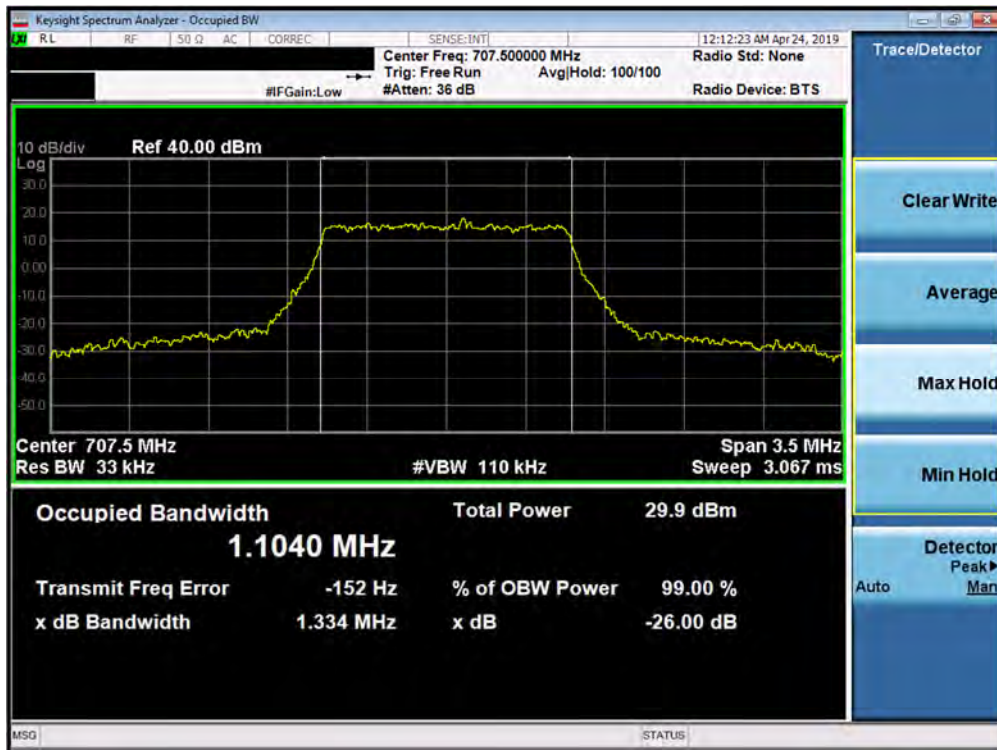 Keysight Spectrum Analyzer - Occupied BW
LXI RL RF 50 Ω AC CORREC SENSE:INT 12:12:23 AM Apr 24, 2019
Center Freq: 707.500000 MHz Radio Std: None
Trig: Free Run Avg|Hold: 100/100
#IFGain:Low #Atten: 36 dB Radio Device: BTS
10 dB/div Ref 40.00 dBm
Log
30.0
20.0
10.0
0.00
-10.0
-20.0
-30.0
-40.0
-50.0
Center 707.5 MHz Span 3.5 MHz
Res BW 33 kHz #VBW 110 kHz Sweep 3.067 ms
Occupied Bandwidth Total Power 29.9 dBm
1.1040 MHz
Transmit Freq Error -152 Hz % of OBW Power 99.00 %
x dB Bandwidth 1.334 MHz x dB -26.00 dB
MSG STATUS
Trace/Detector
Clear Write
Average
Max Hold
Min Hold
Detector
Peak▶
Auto Man